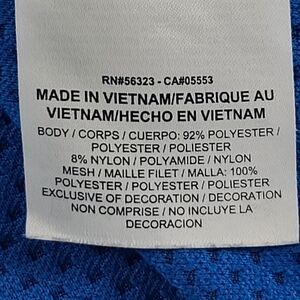 RN#56323 - CA#05553
MADE IN VIETNAM/FABRIQUE AU
VIETNAM/HECHO EN VIETNAM
BODY / CORPS / CUERPO: 92% POLYESTER /
POLYESTER / POLIESTER
8% NYLON / POLYAMIDE / NYLON
MESH / MAILLE FILET / MALLA: 100%
POLYESTER / POLYESTER / POLIESTER
EXCLUSIVE OF DECORATION / DECORATION
NON COMPRISE / NO INCLUYE LA
DECORACION